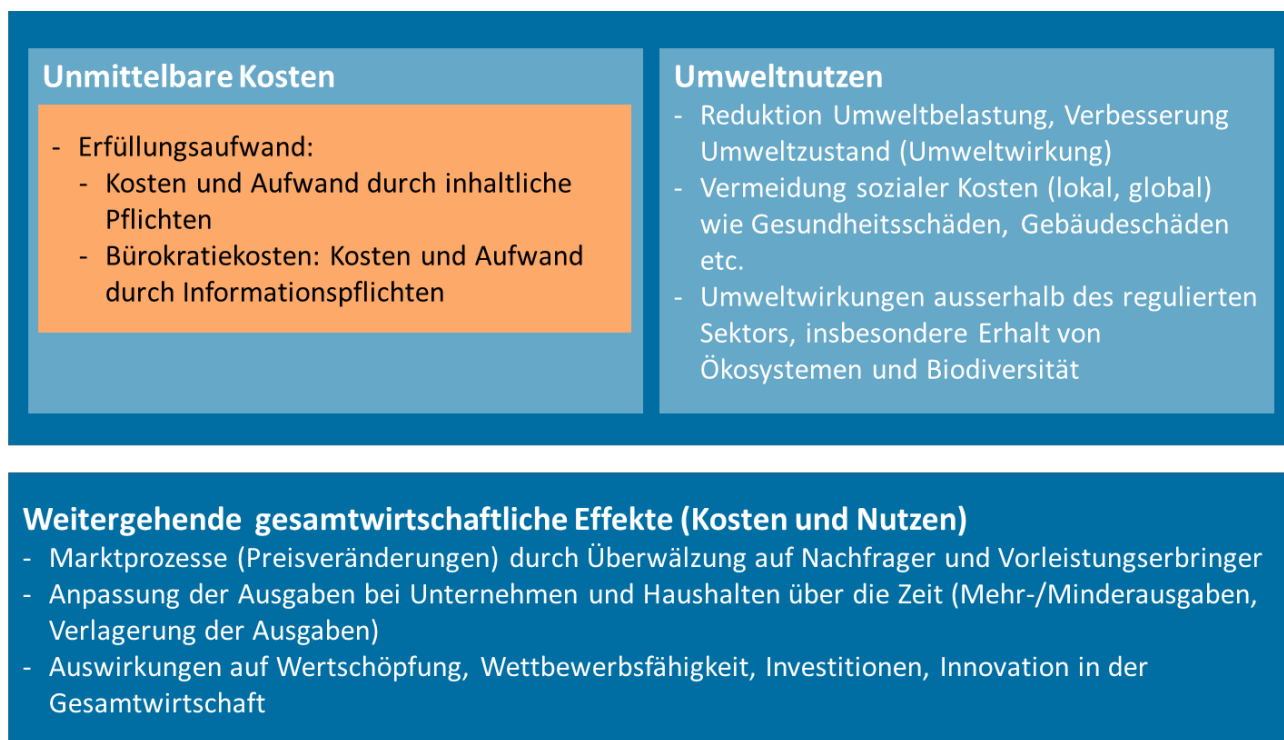 Unmittelbare Kosten
- Erfüllungsaufwand:
- Kosten und Aufwand durch inhaltliche
Pflichten
- Bürokratiekosten: Kosten und Aufwand
durch Informationspflichten
Umweltnutzen
- Reduktion Umweltbelastung, Verbesserung
Umweltzustand (Umweltwirkung)
- Vermeidung sozialer Kosten (lokal, global)
wie Gesundheitsschäden, Gebäudeschäden
etc.
- Umweltwirkungen ausserhalb des regulierten
Sektors, insbesondere Erhalt von
Ökosystemen und Biodiversität
Weitergehende gesamtwirtschaftliche Effekte (Kosten und Nutzen)
- Marktprozesse (Preisveränderungen) durch Überwälzung auf Nachfrager und Vorleistungserbringer
- Anpassung der Ausgaben bei Unternehmen und Haushalten über die Zeit (Mehr-/Minderausgaben,
Verlagerung der Ausgaben)
- Auswirkungen auf Wertschöpfung, Wettbewerbsfähigkeit, Investitionen, Innovation in der
Gesamtwirtschaft